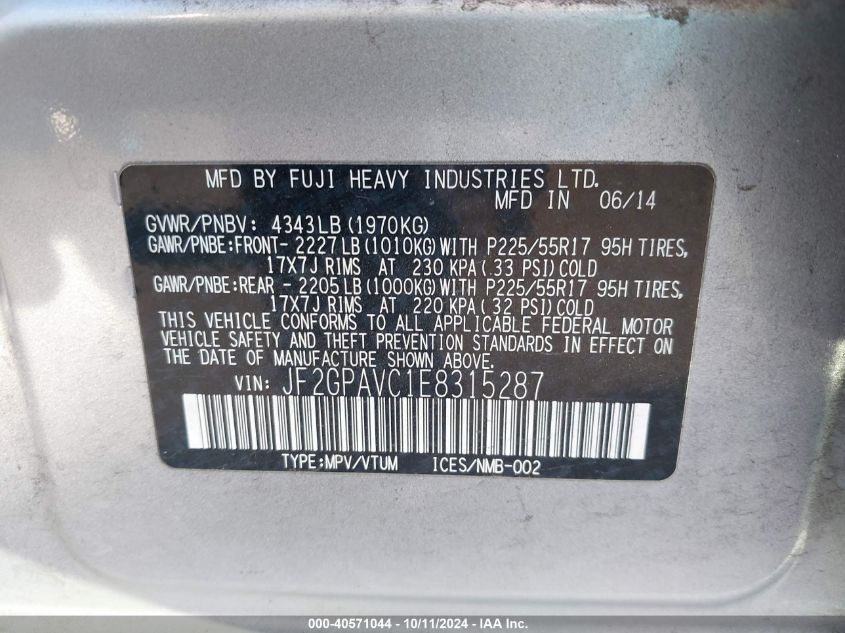 MFD BY FUJI HEAVY INDUSTRIES LTD.
MFD IN 06/14
GVWR/PNBV: 4343LB(1970KG)
GAWR/PNBE:FRONT- 2227LB(1010KG)WITH P225/55R17 95H TIRES,
17X7J RIMS AT 230 KPA(.33 PSI)COLD
GAWR/PNBE:REAR - 2205LB(1000KG)WITH P225/55R17 95H TIRES,
17X7J RIMS AT 220 KPA(.32 PSI)COLD
THIS VEHICLE CONFORMS TO ALL APPLICABLE FEDERAL MOTOR
VEHICLE SAFETY AND THEFT PREVENTION STANDARDS IN EFFECT ON
THE DATE OF MANUFACTURE SHOWN ABOVE.
VIN: JF2GPAVC1E8315287
TYPE:MPV/VTUM ICES/NMB-002
000-40571044 - 10/11/2024 - IAA Inc.